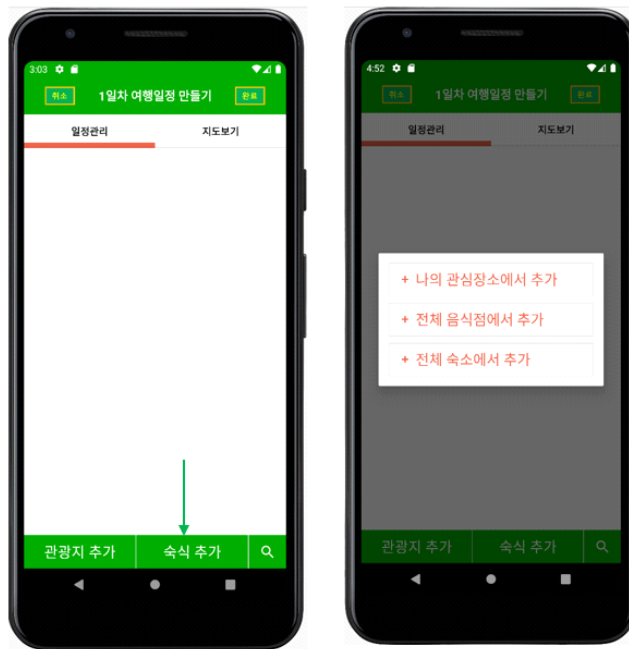 3:03
취소 1일차 여행일정 만들기 완료
일정관리 지도보기
관광지 추가 숙식 추가
4:52
취소 1일차 여행일정 만들기 완료
일정관리 지도보기
+ 나의 관심장소에서 추가
+ 전체 음식점에서 추가
+ 전체 숙소에서 추가
관광지 추가 숙식 추가